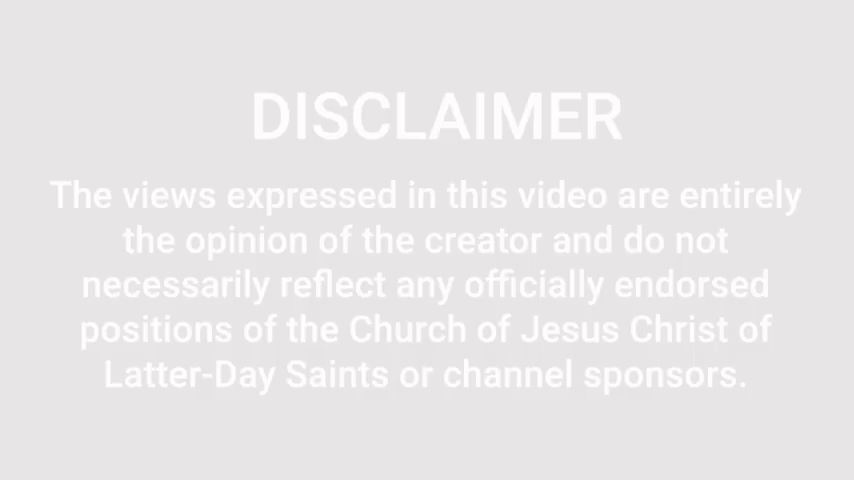 DISCLAIMER
The views expressed in this video are entirely
the opinion of the creator and do not
necessarily reflect any officially endorsed
positions of the Church of Jesus Christ of
Latter-Day Saints or channel sponsors.